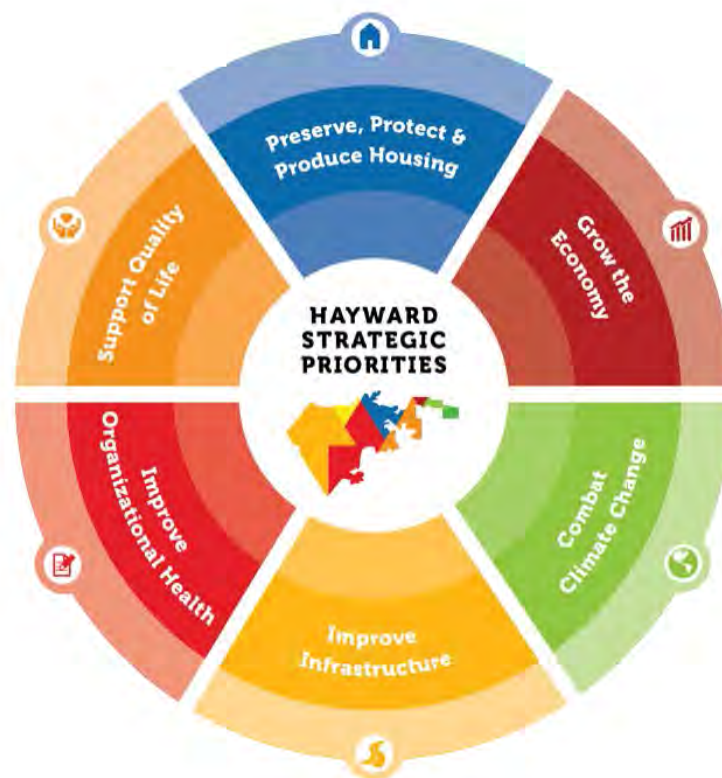 Preserve, Protect &
Produce Housing
Grow the
Economy
Combat
Climate Change
Improve
Infrastructure
Improve
Organizational Health
Support Quality
of Life
HAYWARD
STRATEGIC
PRIORITIES